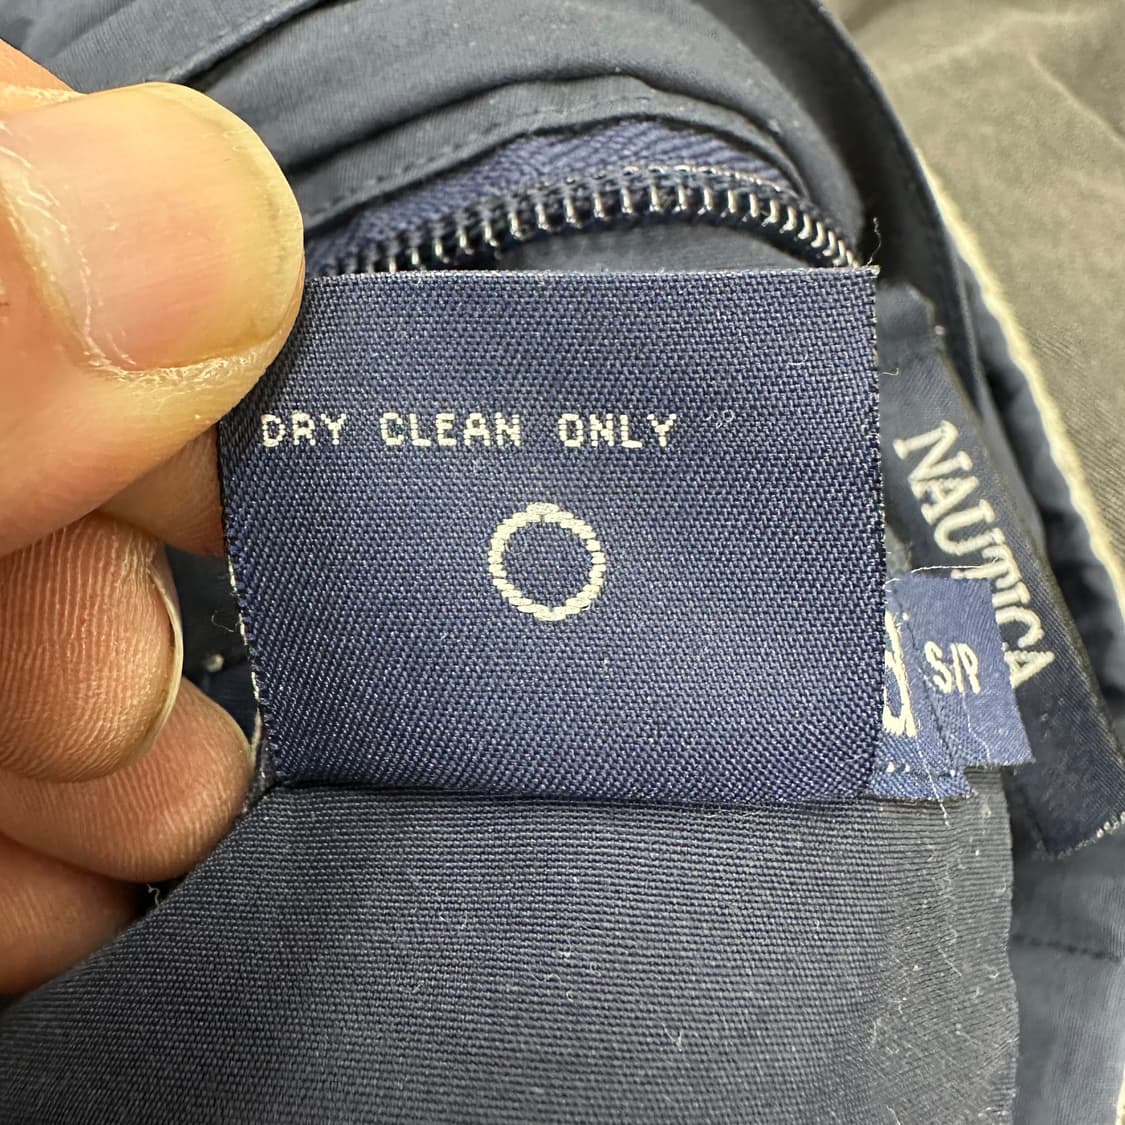 DRY CLEAN ONLY
NAUTICA
S/P